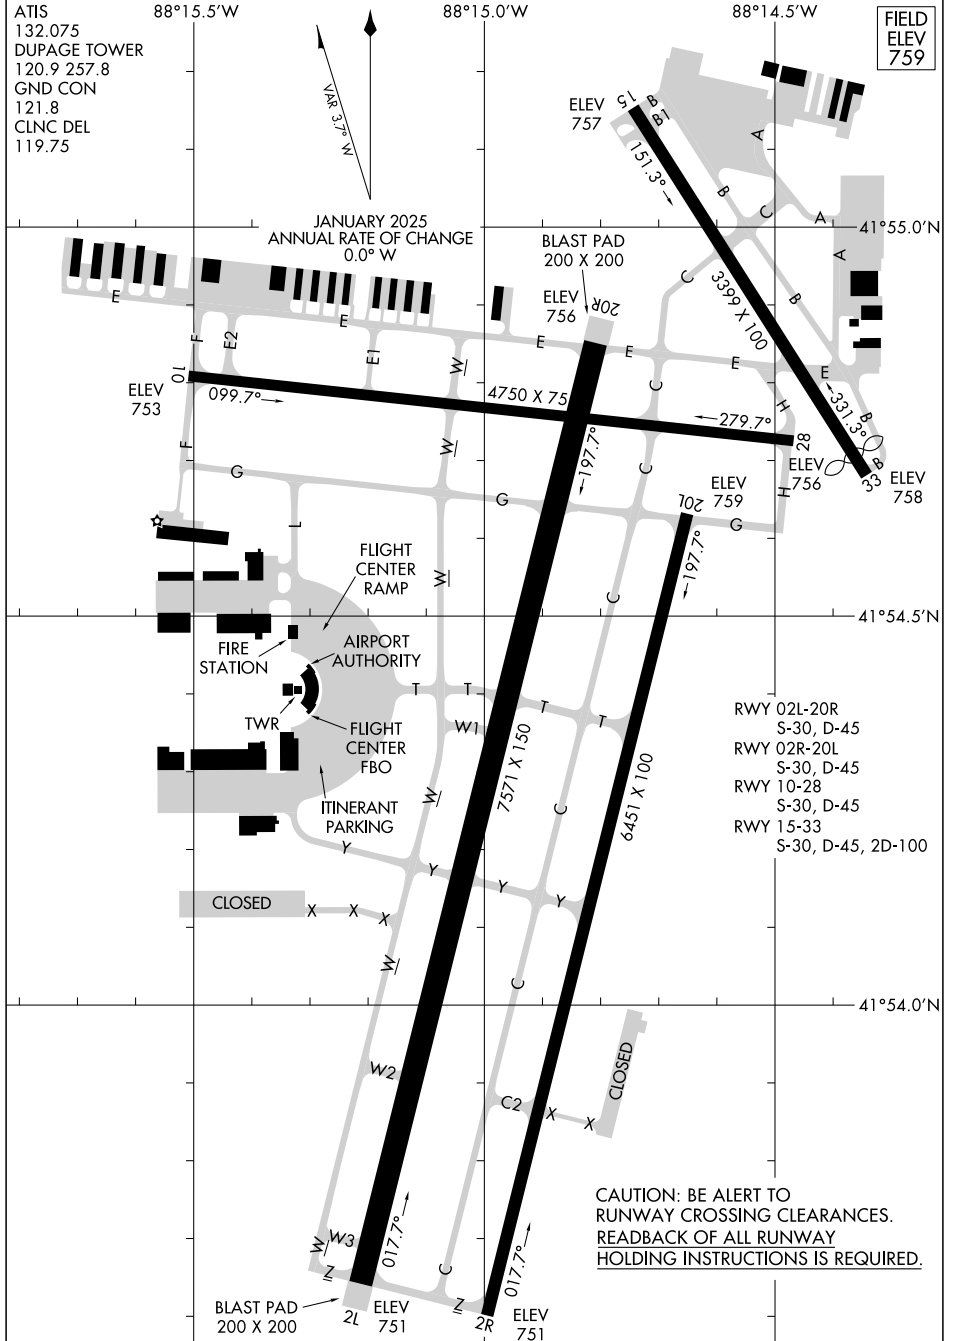 ATIS
132.075
DUPAGE TOWER
120.9 257.8
GND CON
121.8
CLNC DEL
119.75
88°15.5'W
88°15.0'W
88°14.5'W
FIELD
ELEV
759
VAR 3.7° W
JANUARY 2025
ANNUAL RATE OF CHANGE
0.0° W
ELEV
757
15
B
B1
151.3°
A
B
C
A
A
41°55.0'N
BLAST PAD
200 X 200
C
3399 X 100
B
ELEV
756
20R
E
E
F
E2
E1
W
E
E
E
E
C
H
B
331.3°
10
ELEV
753
099.7°
4750 X 75
279.7°
28
ELEV
756
33
B
ELEV
758
F
G
W
197.7°
C
H
G
ELEV
759
20L
G
L
197.7°
W
FLIGHT
CENTER
RAMP
C
41°54.5'N
FIRE
STATION
AIRPORT
AUTHORITY
T
T
T
T
TWR
W1
FLIGHT
CENTER
FBO
7571 X 150
6451 X 100
RWY 02L-20R
S-30, D-45
RWY 02R-20L
S-30, D-45
RWY 10-28
S-30, D-45
RWY 15-33
S-30, D-45, 2D-100
ITINERANT
PARKING
W
C
Y
Y
Y
Y
CLOSED
X
X
X
W
C
41°54.0'N
W2
C2
X
X
CLOSED
CAUTION: BE ALERT TO
RUNWAY CROSSING CLEARANCES.
READBACK OF ALL RUNWAY
HOLDING INSTRUCTIONS IS REQUIRED.
W
W3
017.7°
C
017.7°
Z
Z
BLAST PAD
200 X 200
2L
ELEV
751
2R
ELEV
751